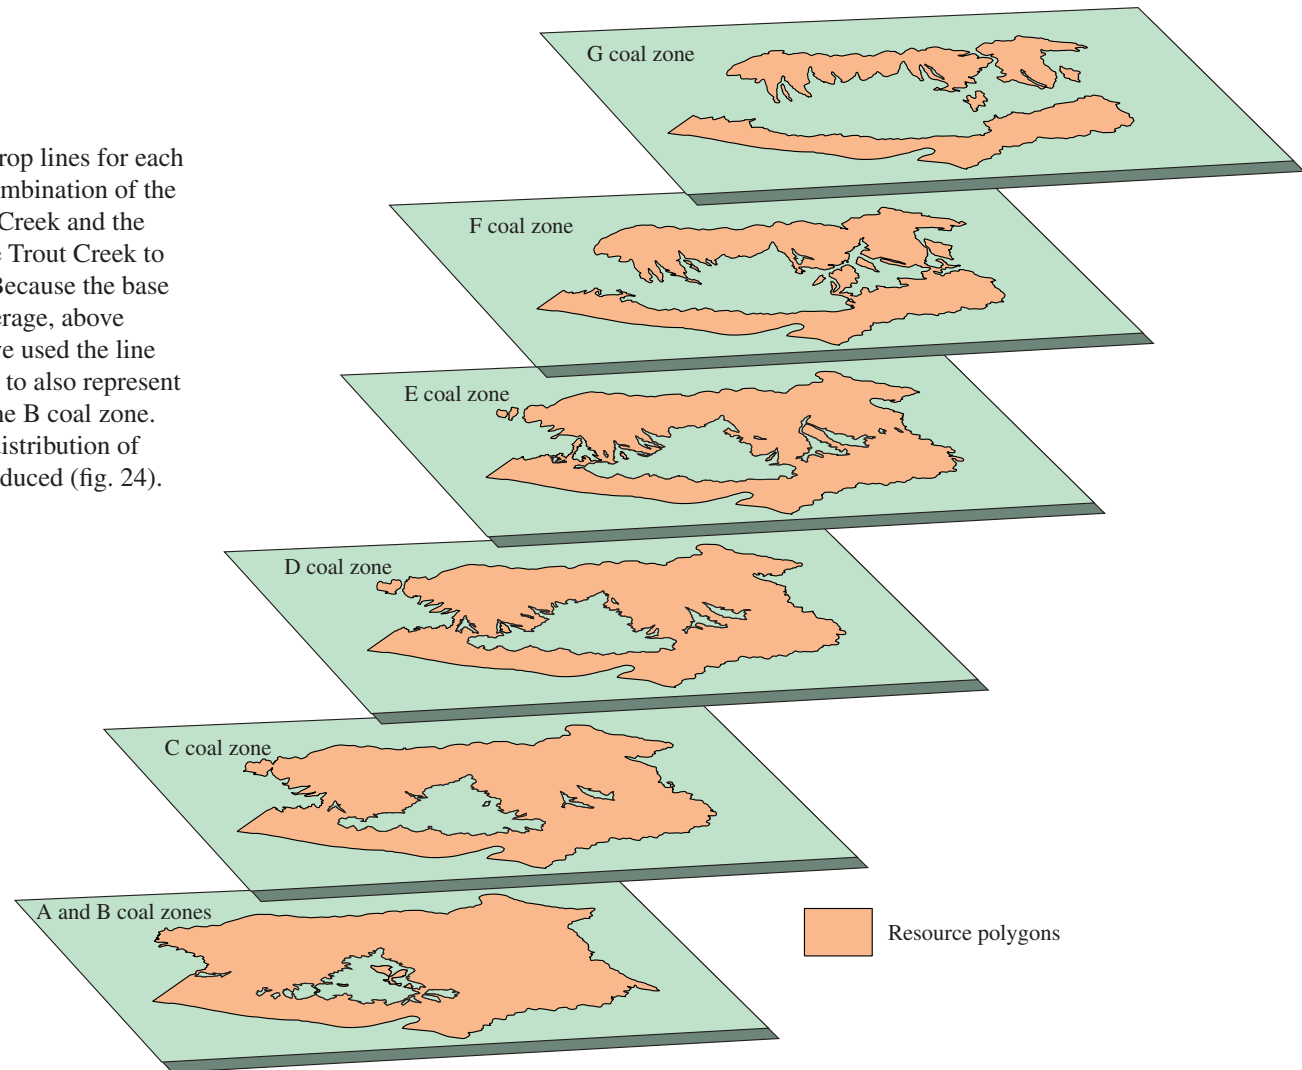 rop lines for each
mbination of the
Creek and the
e Trout Creek to
Because the base
erage, above
ve used the line
to also represent
he B coal zone.
distribution of
duced (fig. 24).
G coal zone
F coal zone
E coal zone
D coal zone
C coal zone
A and B coal zones
Resource polygons